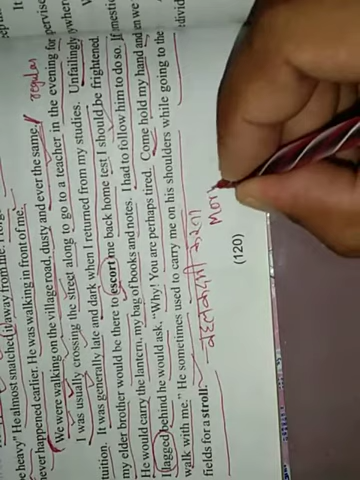 It
be heavy" He almost snatched it away from me. I forgot
never happened earlier. He was walking in front of me.
We were walking on the village road, dusty and ever the same. regular
I was usually crossing the street along to go to a teacher in the evening for
tuition. It was generally late and dark when I returned from my studies. Unfailingly
my elder brother would be there to escort me back home test I should be frightened.
He would carry the lantern, my bag of books and notes. I had to follow him to do so. If
I lagged behind he would ask, "Why! You are perhaps tired. Come hold my hand and
walk with me." He sometimes used to carry me on his shoulders while going to the
fields for a stroll. करना
Mor
(120)